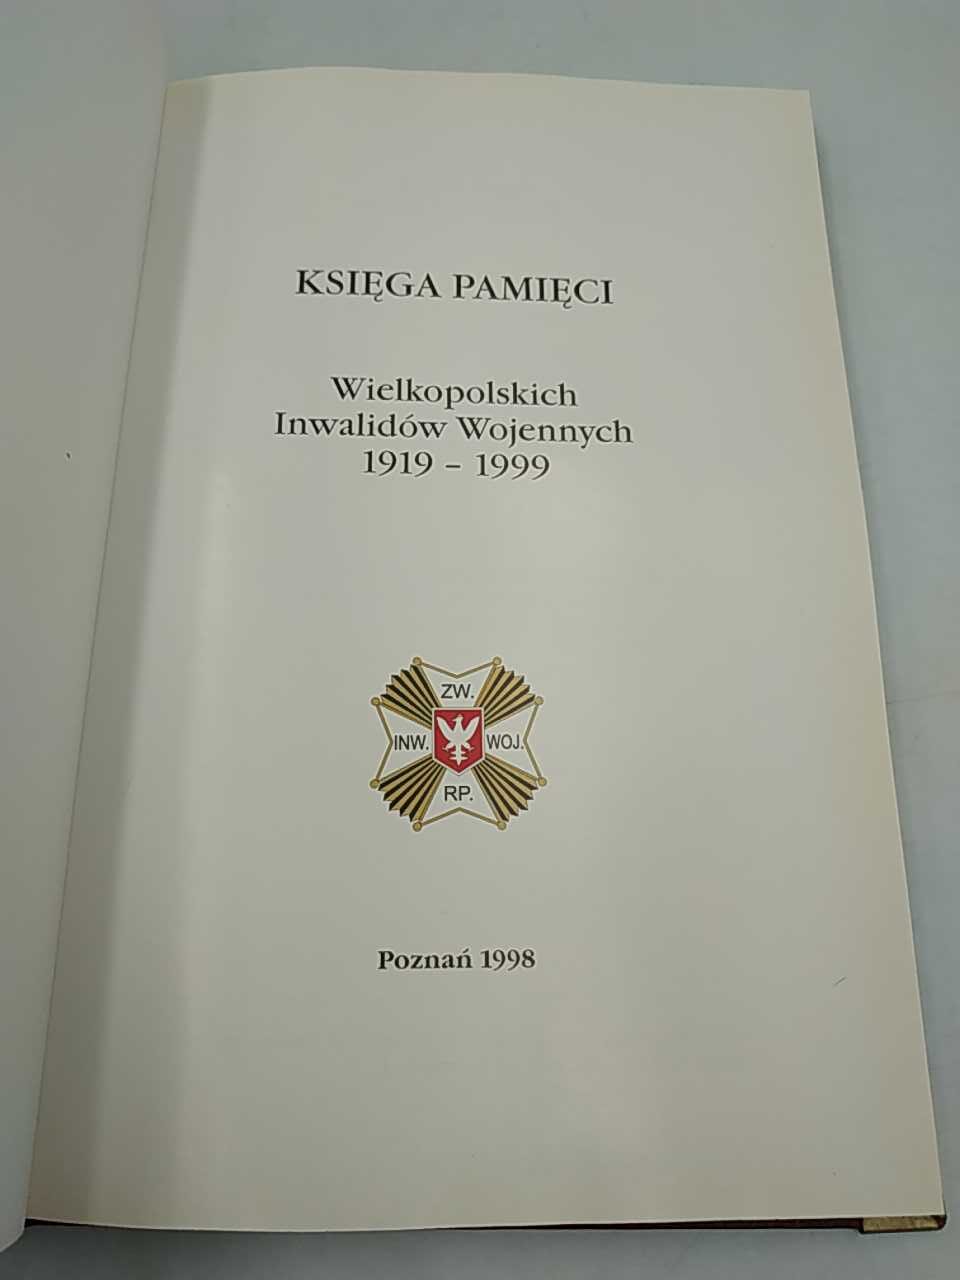 KSIĘGA PAMIĘCI
Wielkopolskich
Inwalidów Wojennych
1919 – 1999
ZW.
INW. WOJ.
RP.
Poznań 1998